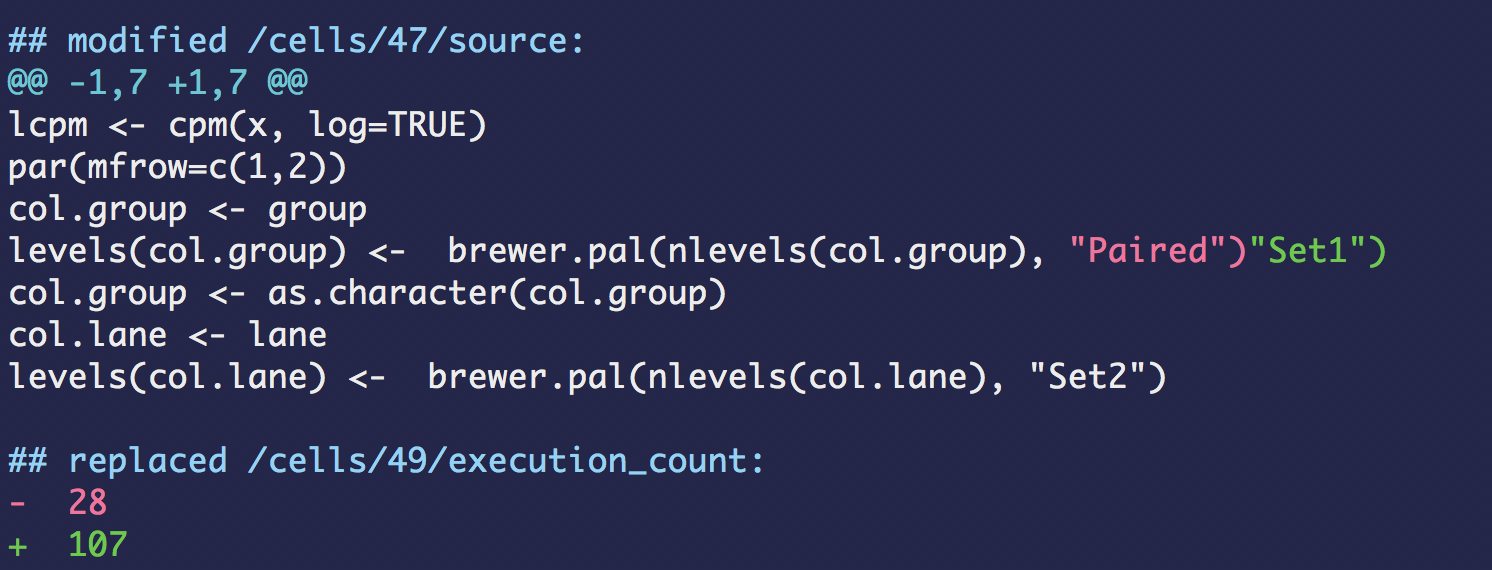 ## modified /cells/47/source:
@@ -1,7 +1,7 @@
lcpm <- cpm(x, log=TRUE)
par(mfrow=c(1,2))
col.group <- group
levels(col.group) <-  brewer.pal(nlevels(col.group), "Paired")"Set1")
col.group <- as.character(col.group)
col.lane <- lane
levels(col.lane) <-  brewer.pal(nlevels(col.lane), "Set2")
## replaced /cells/49/execution_count:
-  28
+  107